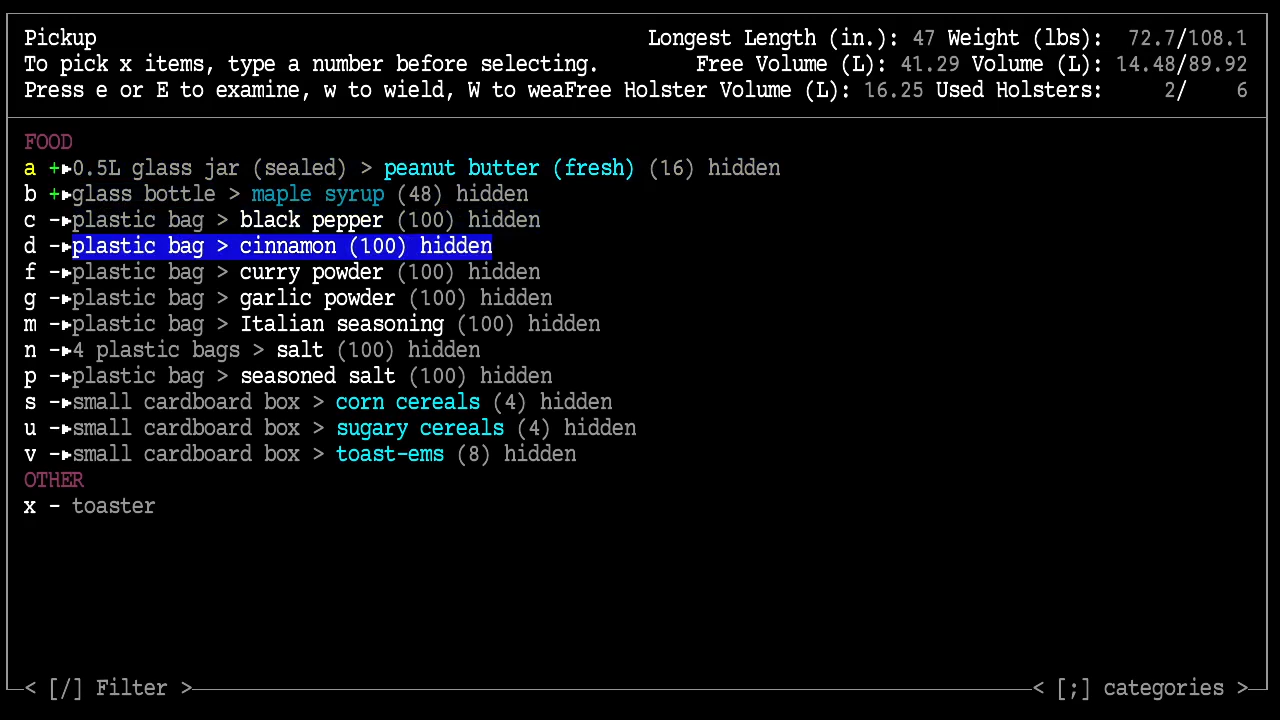 Pickup Longest Length (in.): 47 Weight (lbs): 72.7/108.1
To pick x items, type a number before selecting. Free Volume (L): 41.29 Volume (L): 14.48/89.92
Press e or E to examine, w to wield, W to weaFree Holster Volume (L): 16.25 Used Holsters: 2/ 6
FOOD
a +▸0.5L glass jar (sealed) > peanut butter (fresh) (16) hidden
b +▸glass bottle > maple syrup (48) hidden
c -▸plastic bag > black pepper (100) hidden
d -▸plastic bag > cinnamon (100) hidden
f -▸plastic bag > curry powder (100) hidden
g -▸plastic bag > garlic powder (100) hidden
m -▸plastic bag > Italian seasoning (100) hidden
n -▸4 plastic bags > salt (100) hidden
p -▸plastic bag > seasoned salt (100) hidden
s -▸small cardboard box > corn cereals (4) hidden
u -▸small cardboard box > sugary cereals (4) hidden
v -▸small cardboard box > toast-ems (8) hidden
OTHER
x - toaster
< [/] Filter > < [;] categories >